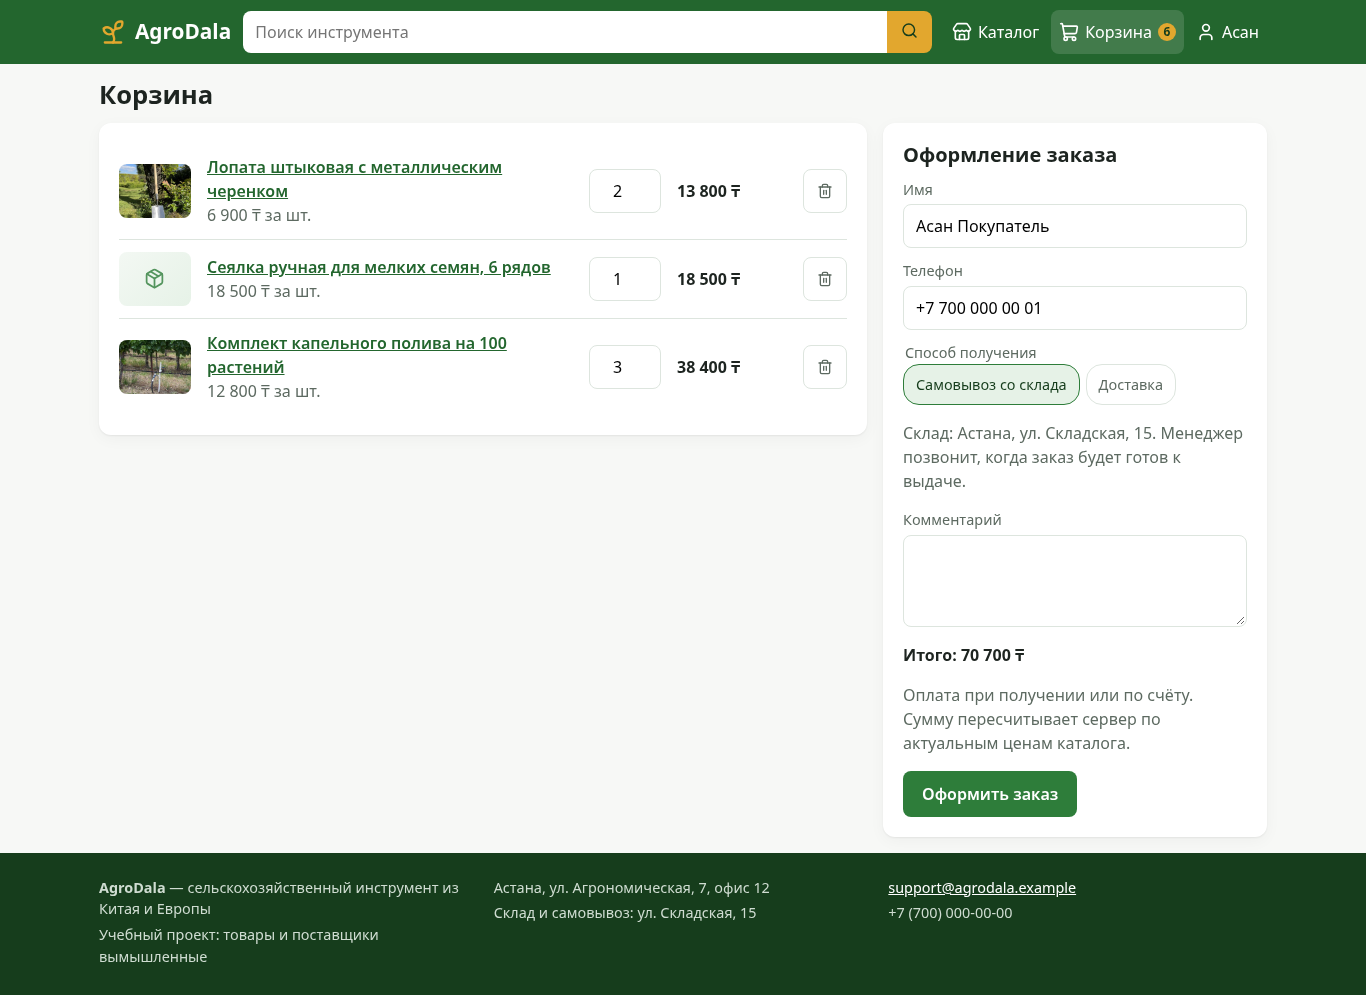 AgroDala
Поиск инструмента
Каталог
Корзина 6
Асан
Корзина
Лопата штыковая с металлическим
черенком
6 900 ₸ за шт.
2
13 800 ₸
Сеялка ручная для мелких семян, 6 рядов
18 500 ₸ за шт.
1
18 500 ₸
Комплект капельного полива на 100
растений
12 800 ₸ за шт.
3
38 400 ₸
Оформление заказа
Имя
Асан Покупатель
Телефон
+7 700 000 00 01
Способ получения
Самовывоз со склада
Доставка
Склад: Астана, ул. Складская, 15. Менеджер
позвонит, когда заказ будет готов к
выдаче.
Комментарий
Итого: 70 700 ₸
Оплата при получении или по счёту.
Сумму пересчитывает сервер по
актуальным ценам каталога.
Оформить заказ
AgroDala — сельскохозяйственный инструмент из
Китая и Европы
Учебный проект: товары и поставщики
вымышленные
Астана, ул. Агрономическая, 7, офис 12
Склад и самовывоз: ул. Складская, 15
support@agrodala.example
+7 (700) 000-00-00